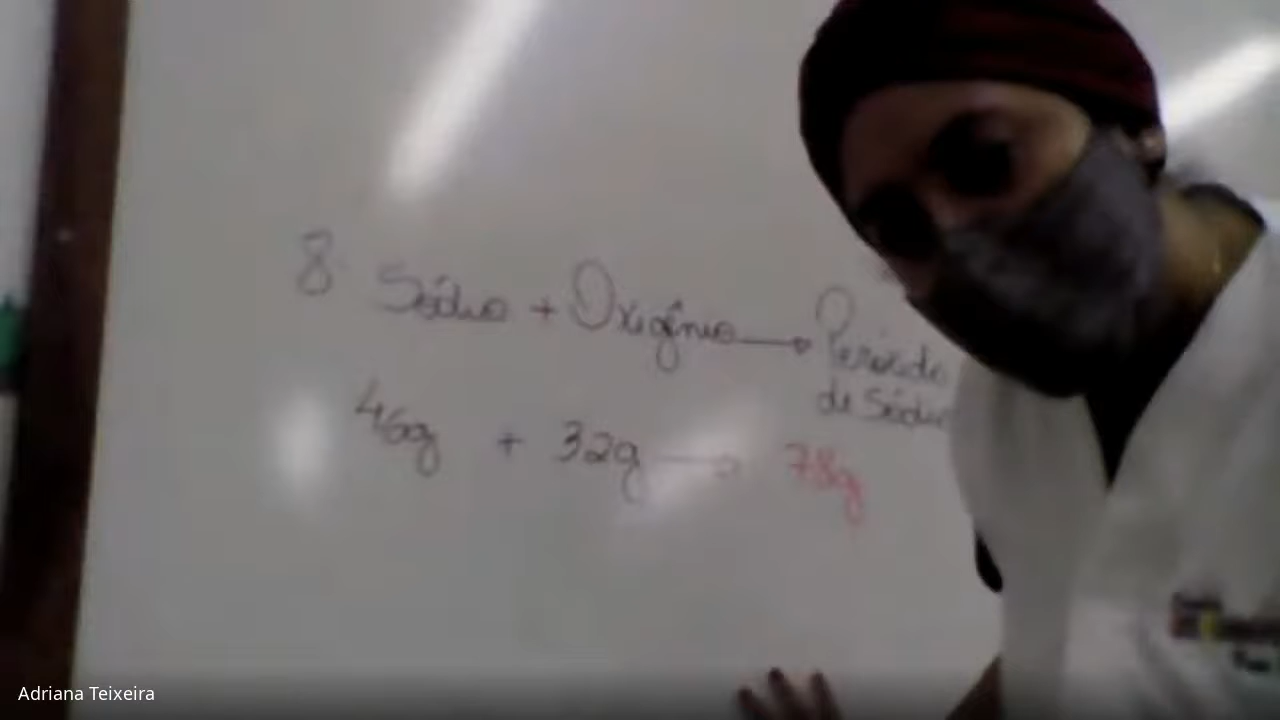 8. Sódio + Oxigênio → Peróxido
de Sódio
46g + 32g → 78g
Adriana Teixeira